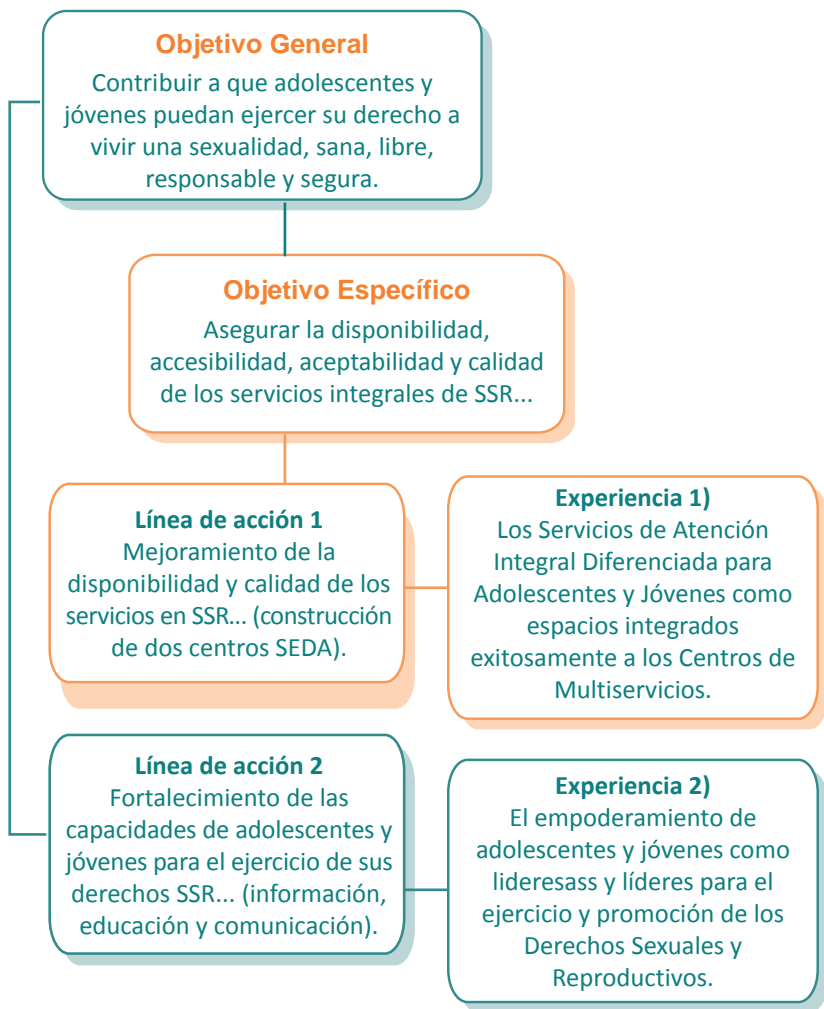 Objetivo General
Contribuir a que adolescentes y
jóvenes puedan ejercer su derecho a
vivir una sexualidad, sana, libre,
responsable y segura.
Objetivo Específico
Asegurar la disponibilidad,
accesibilidad, aceptabilidad y calidad
de los servicios integrales de SSR...
Línea de acción 1
Mejoramiento de la
disponibilidad y calidad de los
servicios en SSR... (construcción
de dos centros SEDA).
Experiencia 1)
Los Servicios de Atención
Integral Diferenciada para
Adolescentes y Jóvenes como
espacios integrados
exitosamente a los Centros de
Multiservicios.
Línea de acción 2
Fortalecimiento de las
capacidades de adolescentes y
jóvenes para el ejercicio de sus
derechos SSR... (información,
educación y comunicación).
Experiencia 2)
El empoderamiento de
adolescentes y jóvenes como
lideresass y líderes para el
ejercicio y promoción de los
Derechos Sexuales y
Reproductivos.